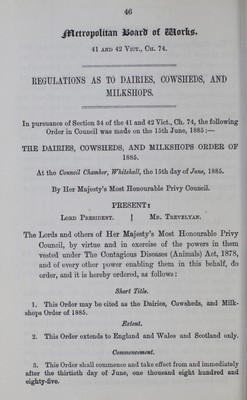 46
Metropolitan Board of Works.
41 AND 42 VICT., CH. 74.
REGULATIONS AS TO DAIRIES, COWSHEDS, AND
MILKSHOPS.
In pursuance of Section 34 of the 41 and 42 Vict., Ch. 74, the following
Order in Council was made on the 15th June, 1885:—
THE DAIRIES, COWSHEDS, AND MILKSHOPS ORDER OF
1885.
At the Council Chamber, Whitehall, the 15th day of June, 1885.
By Her Majesty's Most Honourable Privy Council.
PRESENT:
LORD PRESIDENT. | MR. TREVELYAN.
The Lords and others of Her Majesty's Most Honourable Privy
Council, by virtue and in exercise of the powers in them
vested under The Contagious Diseases (Animals) Act, 1878,
and of every other power enabling them in this behalf, do
order, and it is hereby ordered, as follows:
Short Title.
1. This Order may be cited as the Dairies, Cowsheds, and Milk-
shops Order of 1885.
Extent.
2. This Order extends to England and Wales and Scotland only.
Commencement.
3. This Order shall commence and take effect from and immediately
after the thirtieth day of June, one thousand eight hundred and
eighty-five.